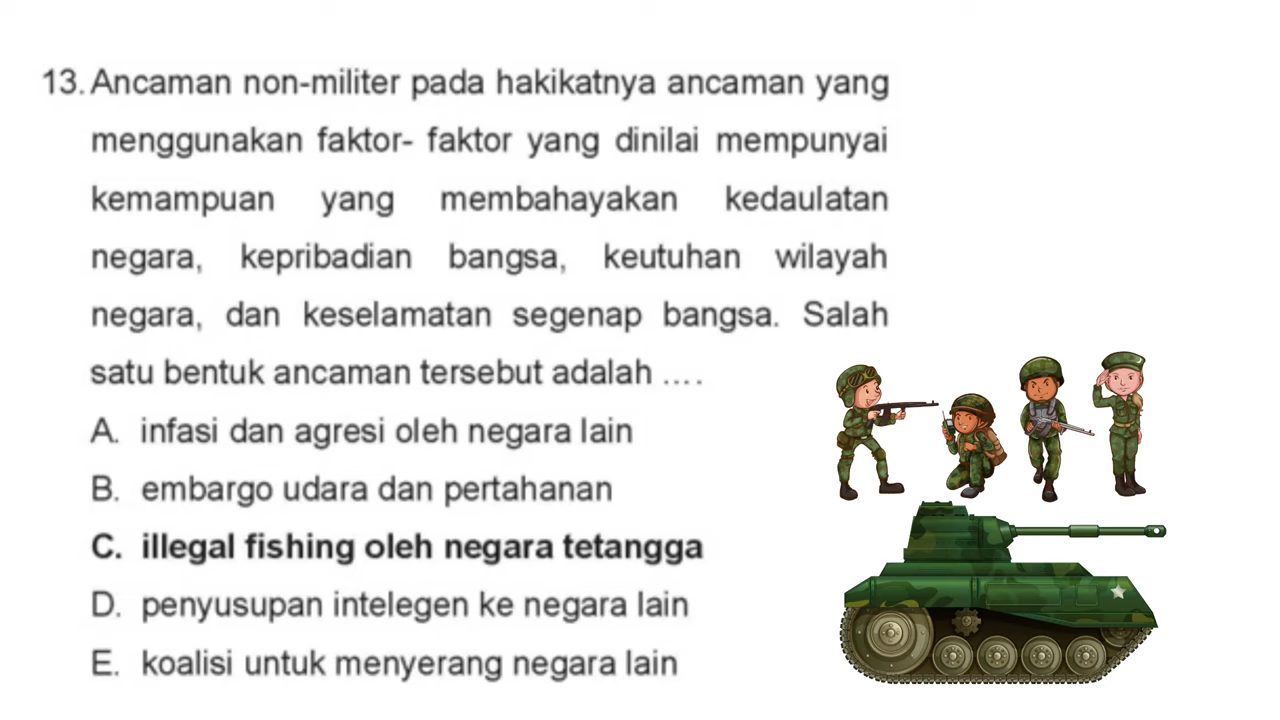 13. Ancaman non-militer pada hakikatnya ancaman yang
menggunakan faktor- faktor yang dinilai mempunyai
kemampuan yang membahayakan kedaulatan
negara, kepribadian bangsa, keutuhan wilayah
negara, dan keselamatan segenap bangsa. Salah
satu bentuk ancaman tersebut adalah ....
A. infasi dan agresi oleh negara lain
B. embargo udara dan pertahanan
C. illegal fishing oleh negara tetangga
D. penyusupan intelegen ke negara lain
E. koalisi untuk menyerang negara lain